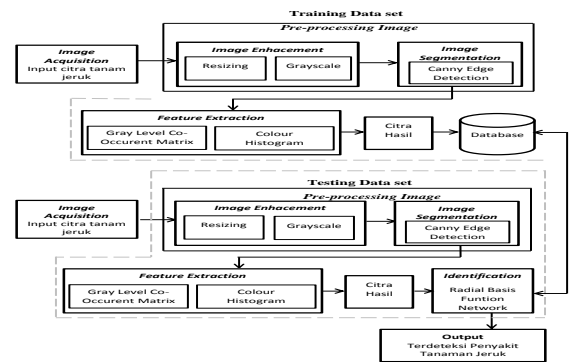 Training Data set
Pre-processing Image
Image
Acquisition
Input citra tanam
jeruk
Image Enhacement
Resizing
Grayscale
Image
Segmentation
Canny Edge
Detection
Feature Extraction
Gray Level Co-
Occurent Matrix
Colour
Histogram
Citra
Hasil
Database
Testing Data set
Pre-processing Image
Image
Acquisition
Input citra tanam
jeruk
Image Enhacement
Resizing
Grayscale
Image
Segmentation
Canny Edge
Detection
Feature Extraction
Gray Level Co-
Occurent Matrix
Colour
Histogram
Citra
Hasil
Identification
Radial Basis
Funtion
Network
Output
Terdeteksi Penyakit
Tanaman Jeruk